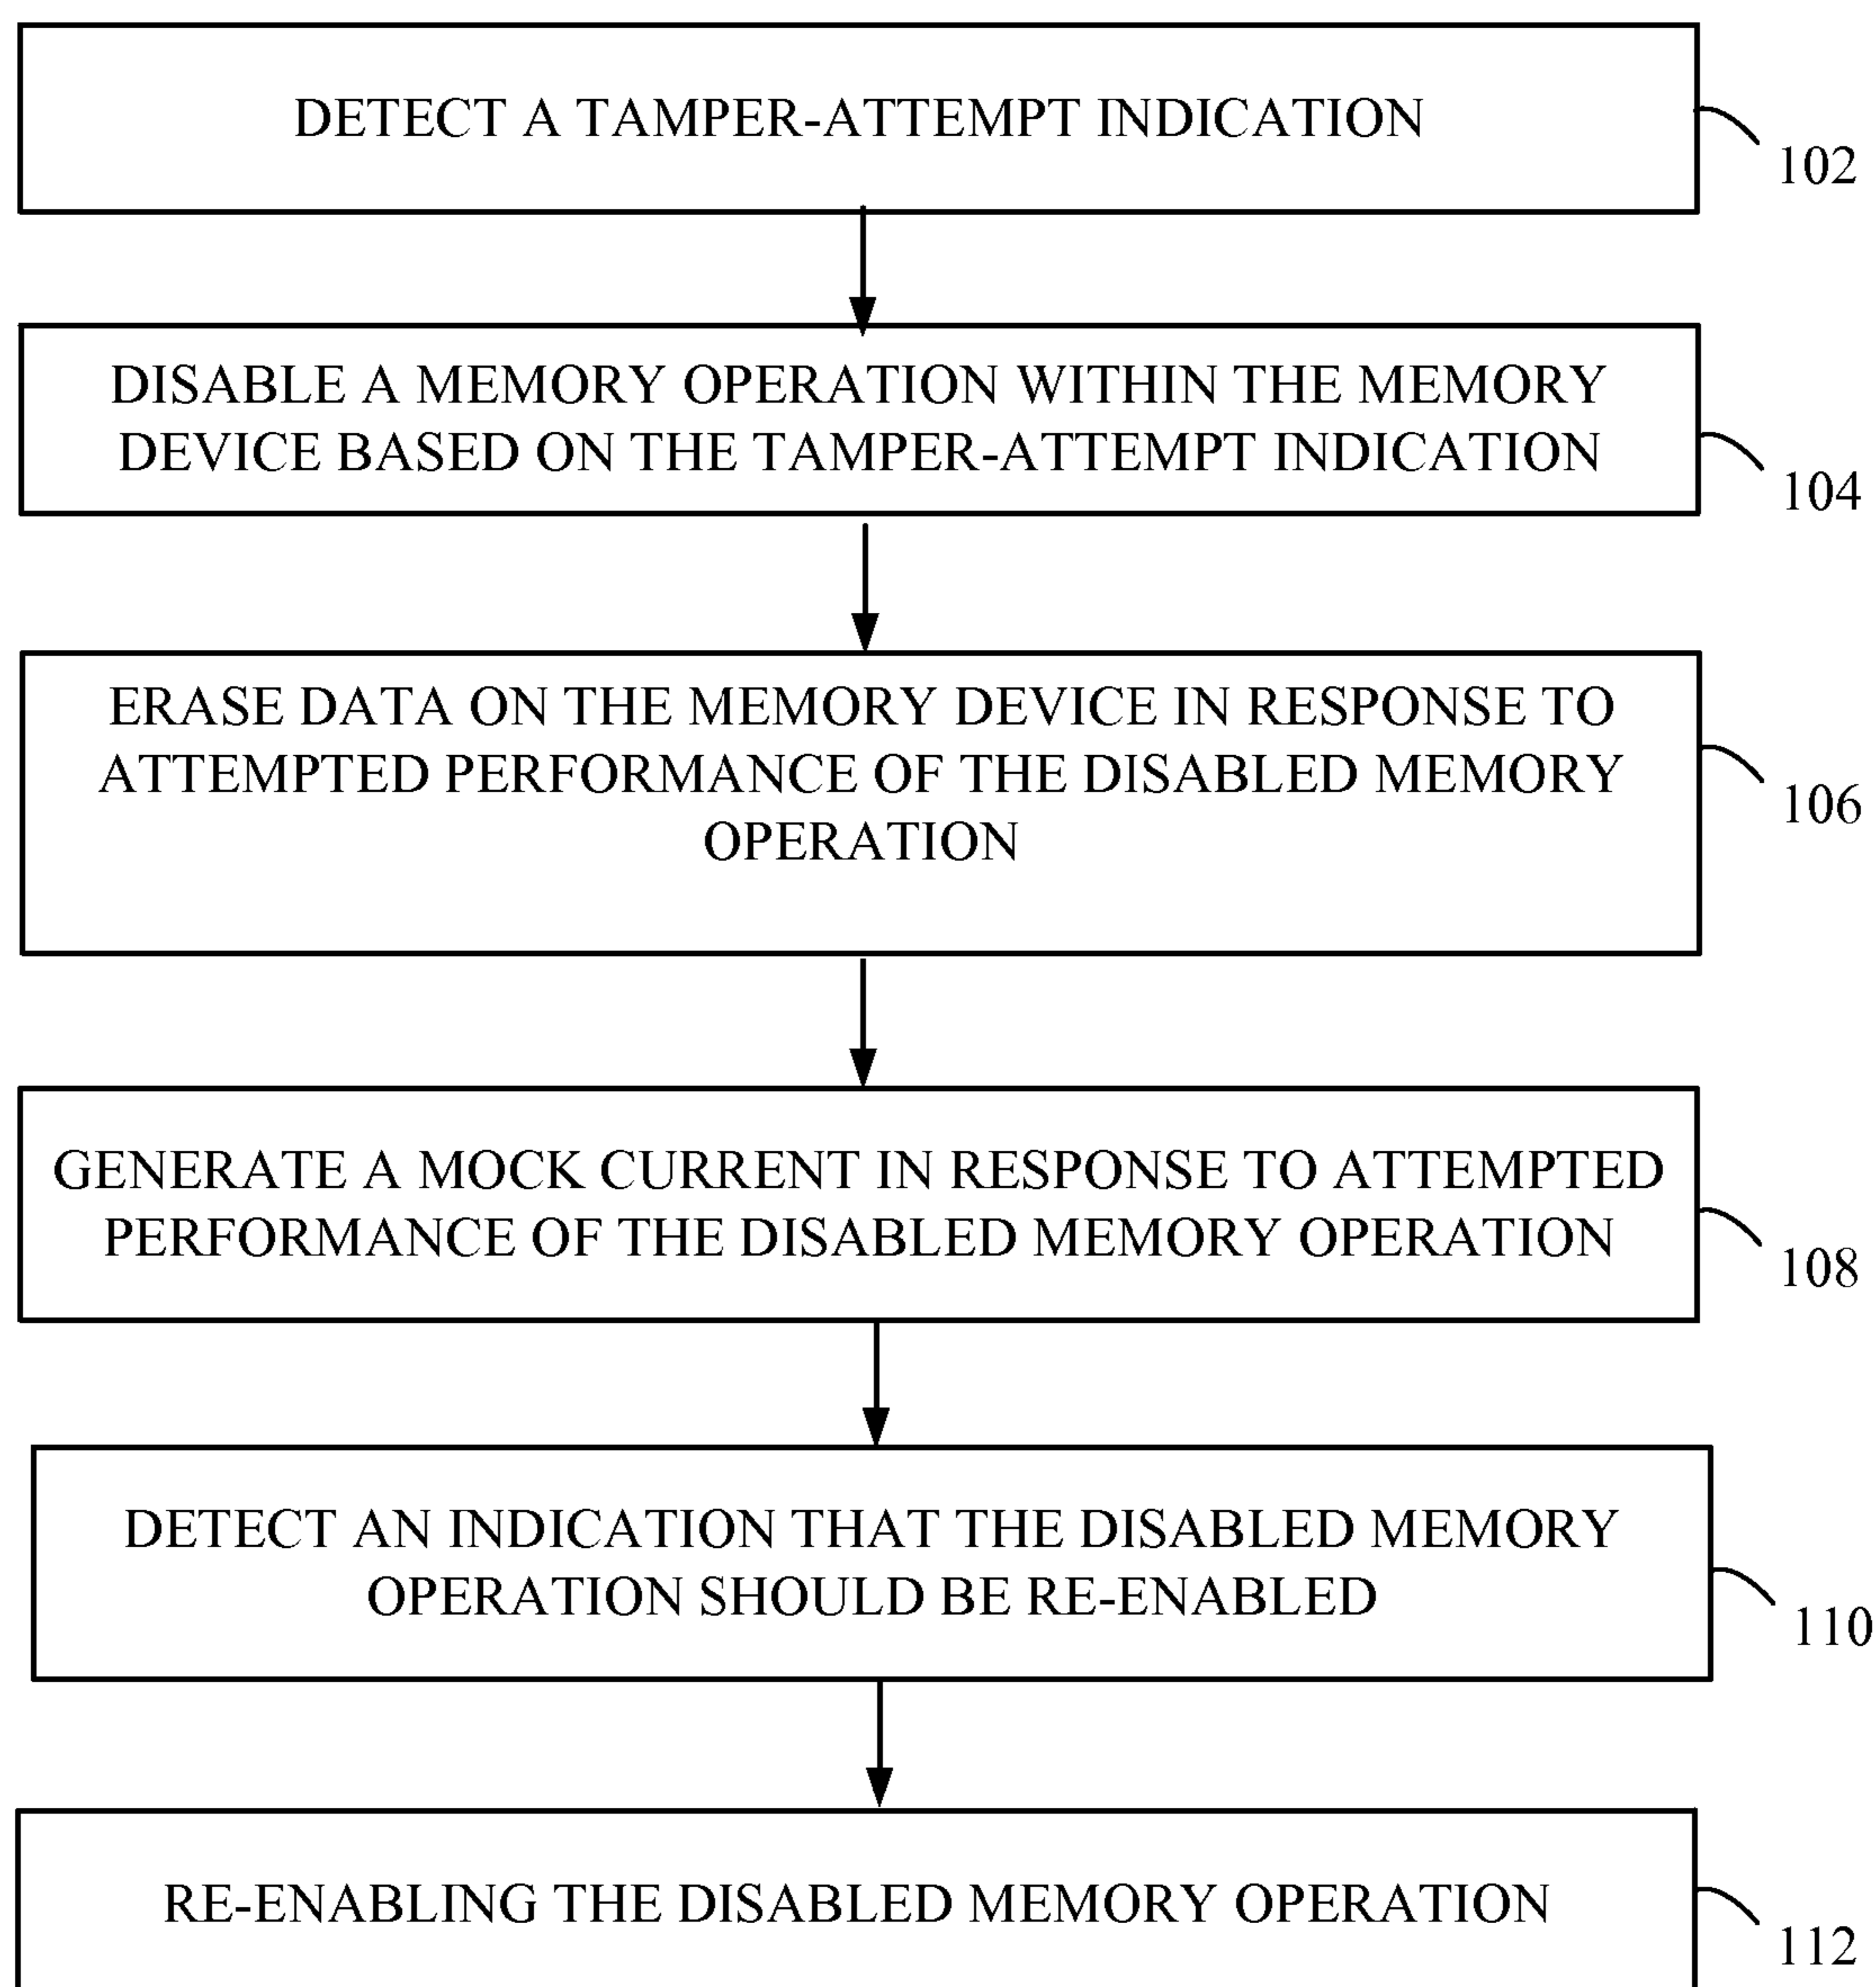 DETECT A TAMPER-ATTEMPT INDICATION
102
DISABLE A MEMORY OPERATION WITHIN THE MEMORY
DEVICE BASED ON THE TAMPER-ATTEMPT INDICATION
104
ERASE DATA ON THE MEMORY DEVICE IN RESPONSE TO
ATTEMPTED PERFORMANCE OF THE DISABLED MEMORY
OPERATION
106
GENERATE A MOCK CURRENT IN RESPONSE TO ATTEMPTED
PERFORMANCE OF THE DISABLED MEMORY OPERATION
108
DETECT AN INDICATION THAT THE DISABLED MEMORY
OPERATION SHOULD BE RE-ENABLED
110
RE-ENABLING THE DISABLED MEMORY OPERATION
112